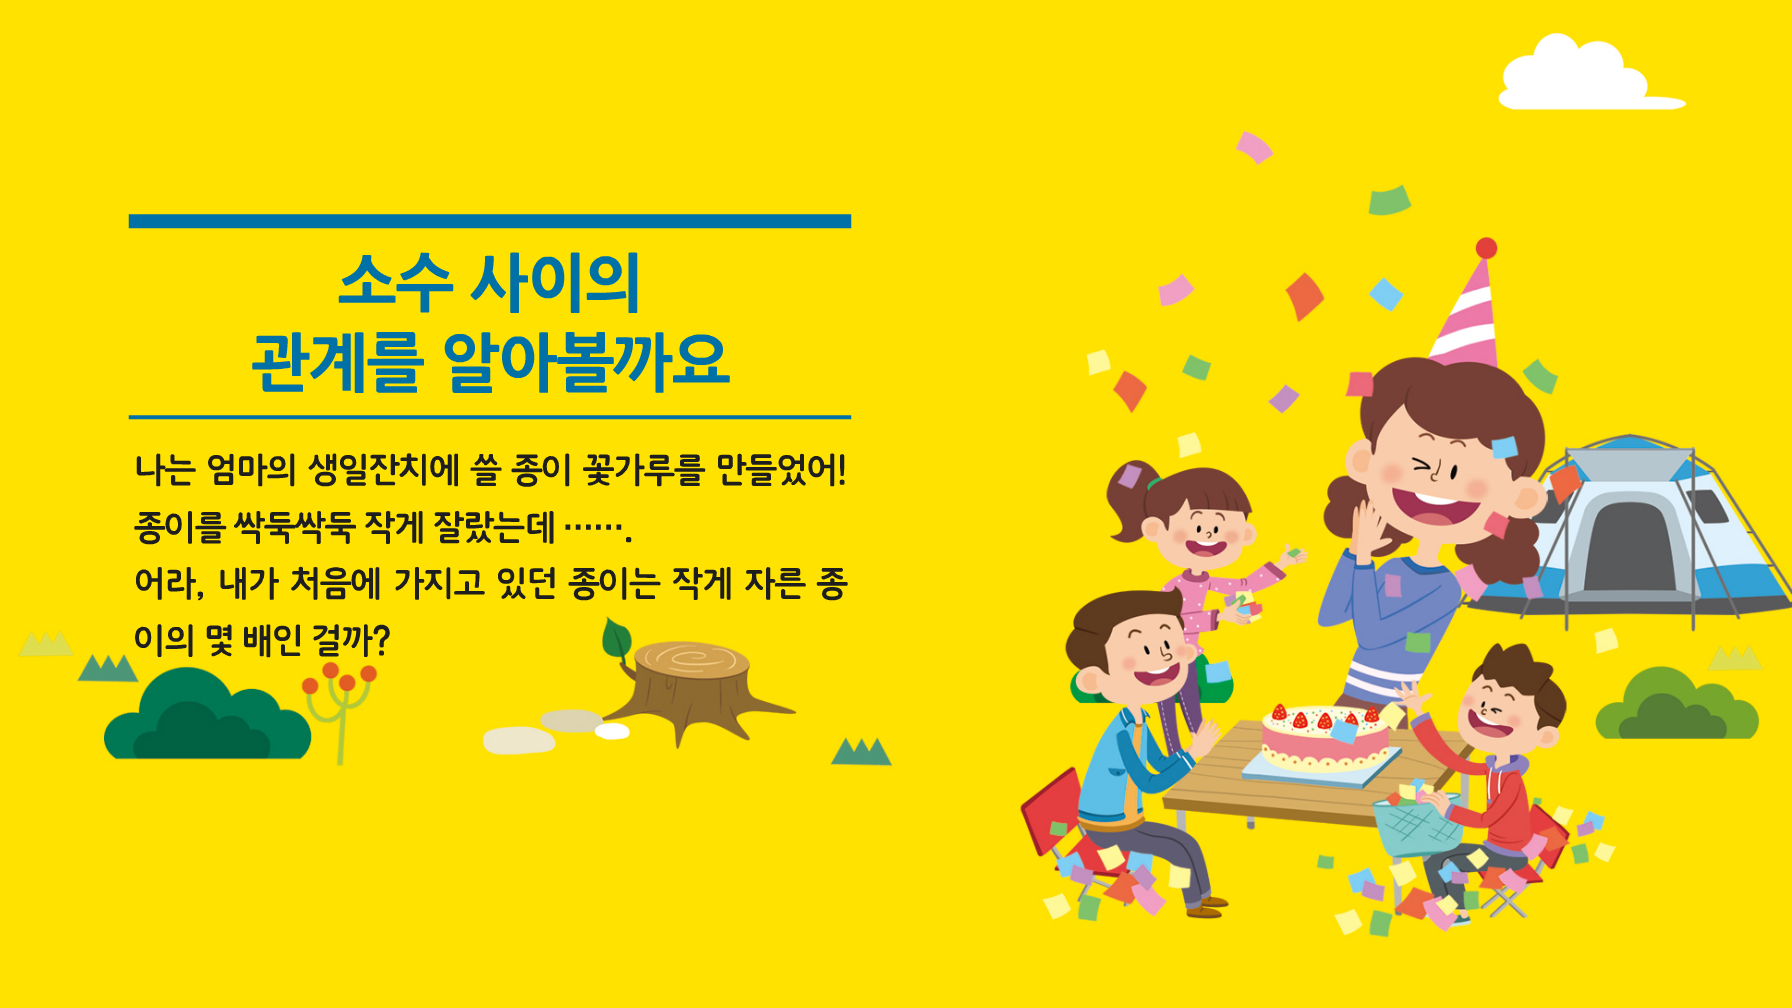 소수 사이의
관계를 알아볼까요
나는 엄마의 생일잔치에 쓸 종이 꽃가루를 만들었어!
종이를 싹둑싹둑 작게 잘랐는데 ⋯⋯.
어라, 내가 처음에 가지고 있던 종이는 작게 자른 종
이의 몇 배인 걸까?